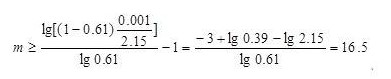 m ≥ lg[(1−0.61) 0.001/2.15] / lg 0.61 −1 = −3+lg 0.39 −lg 2.15 / lg 0.61 = 16.5